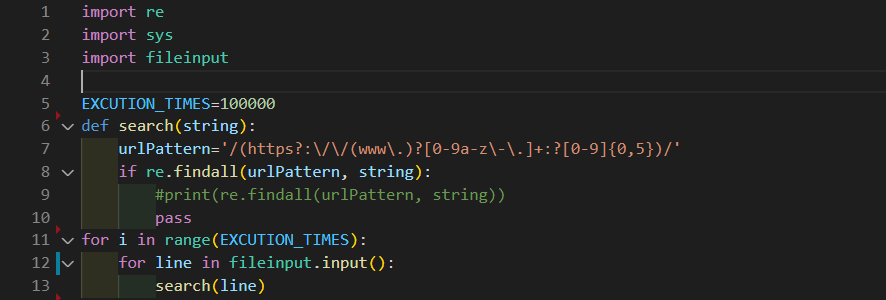 1 import re
2 import sys
3 import fileinput
4
5 EXCUTION_TIMES=100000
6 def search(string):
7     urlPattern='/(https?:\/\/(www\.)?[0-9a-z\-\.]+:?[0-9]{0,5})/'
8     if re.findall(urlPattern, string):
9         #print(re.findall(urlPattern, string))
10         pass
11 for i in range(EXCUTION_TIMES):
12     for line in fileinput.input():
13         search(line)